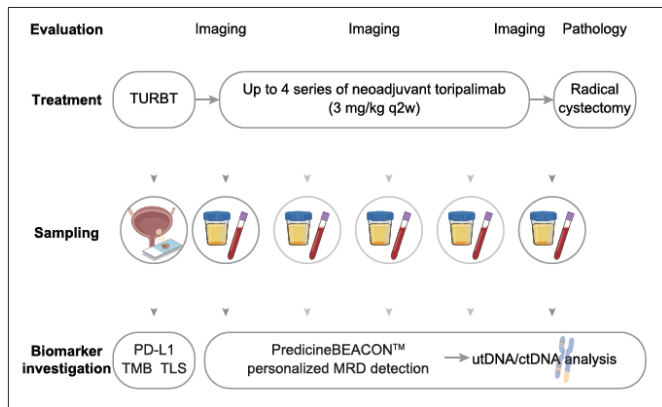 Evaluation Imaging Imaging Imaging Pathology
Treatment
TURBT
Up to 4 series of neoadjuvant toripalimab
(3 mg/kg q2w)
Radical
cystectomy
Sampling
Biomarker
investigation
PD-L1
TMB TLS
PredicineBEACON™
personalized MRD detection
utDNA/ctDNA analysis